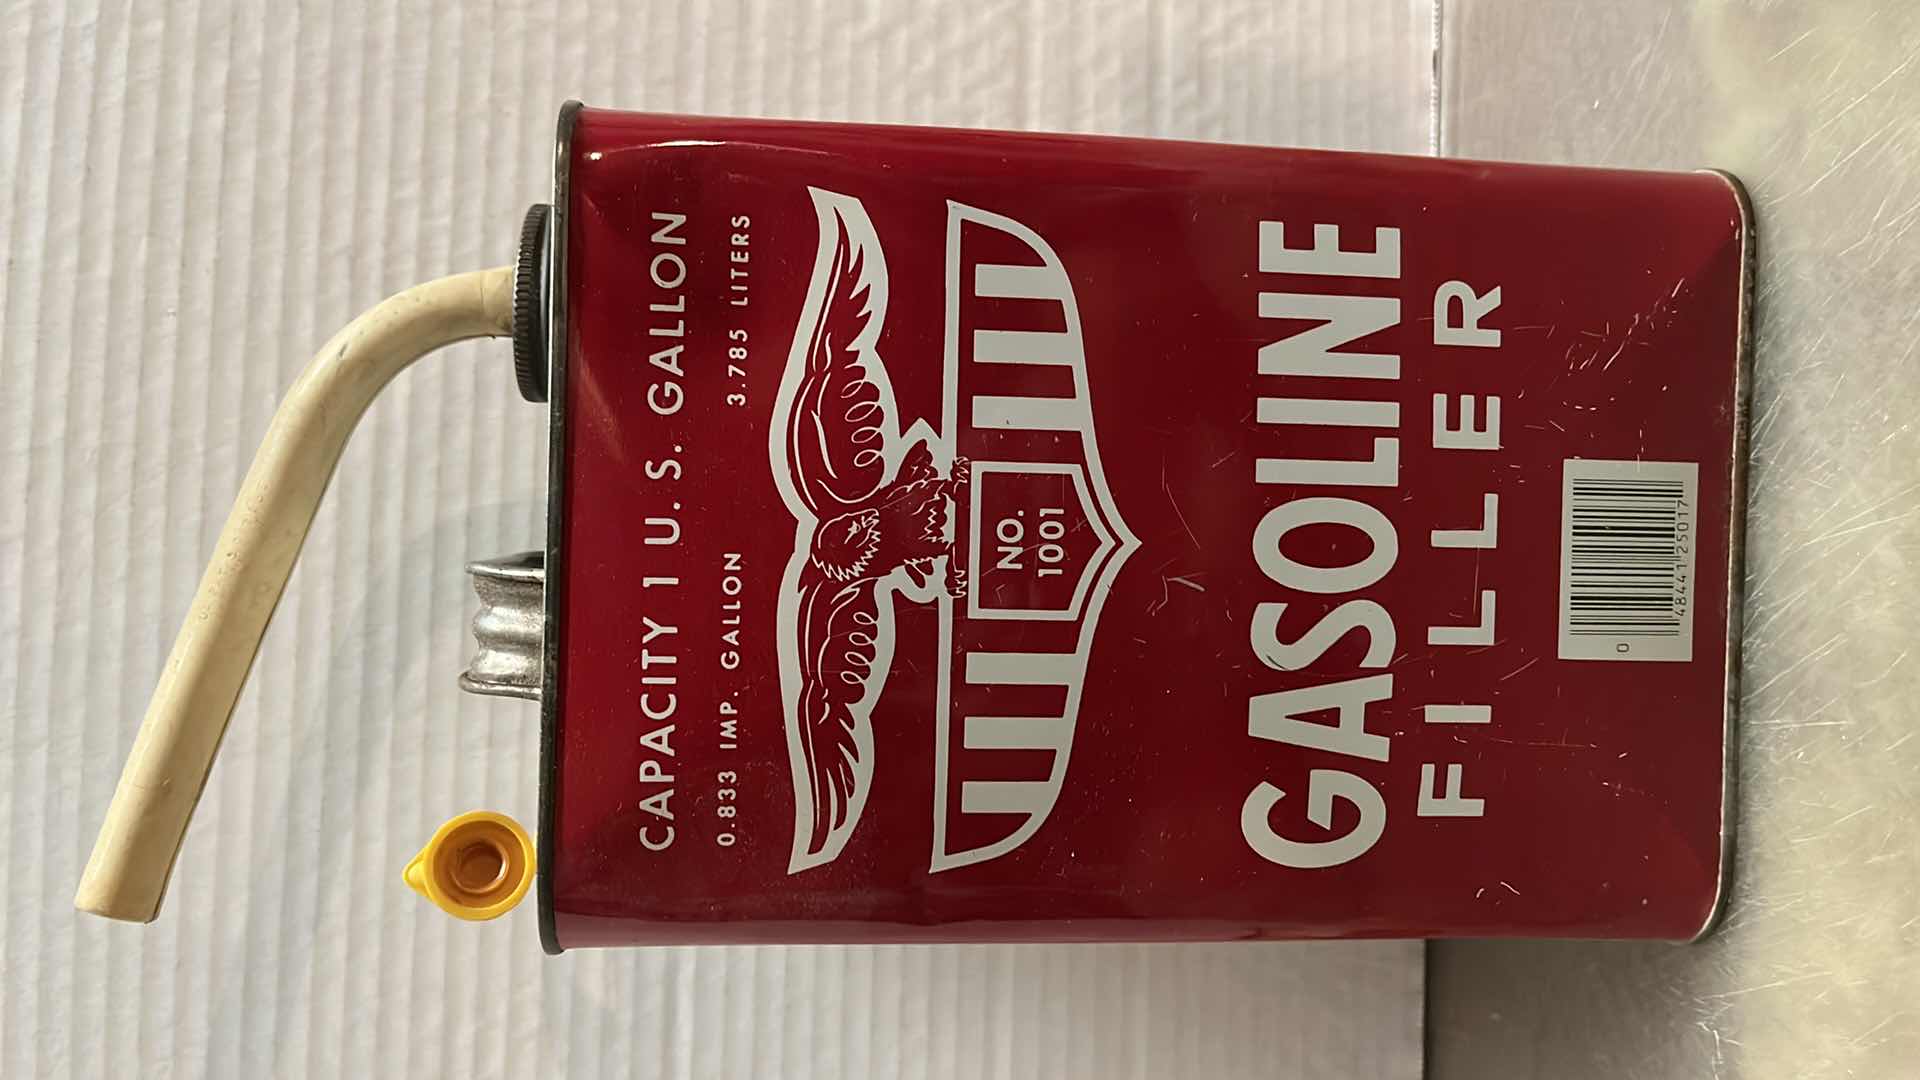 CAPACITY 1 U.S. GALLON
0.833 IMP. GALLON 3.785 LITERS
NO.
1001
GASOLINE
FILLER
0 48441 25017